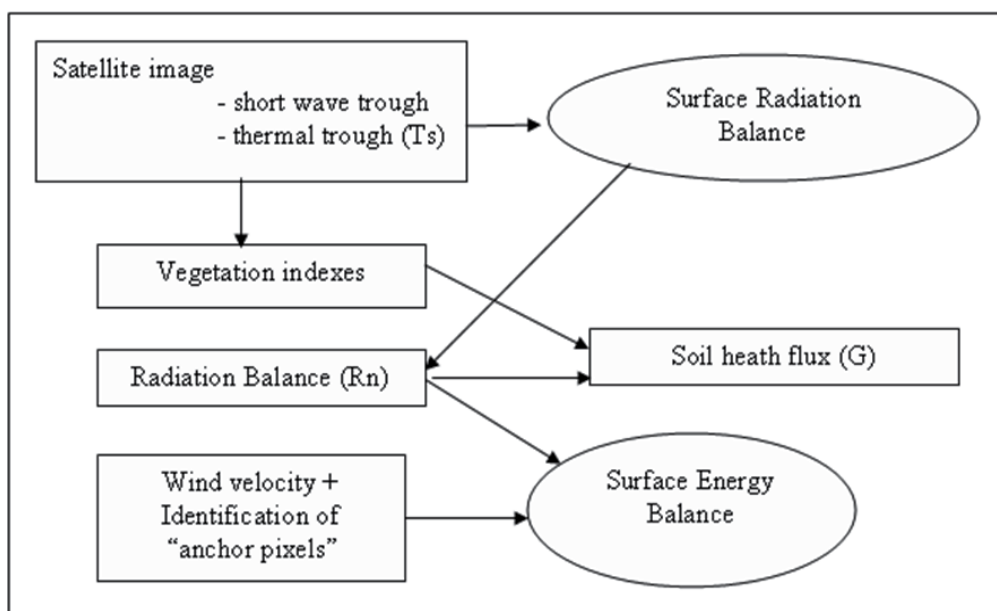 Satellite image
- short wave trough
- thermal trough (Ts)
Surface Radiation
Balance
Vegetation indexes
Soil heath flux (G)
Radiation Balance (Rn)
Wind velocity +
Identification of
“anchor pixels”
Surface Energy
Balance